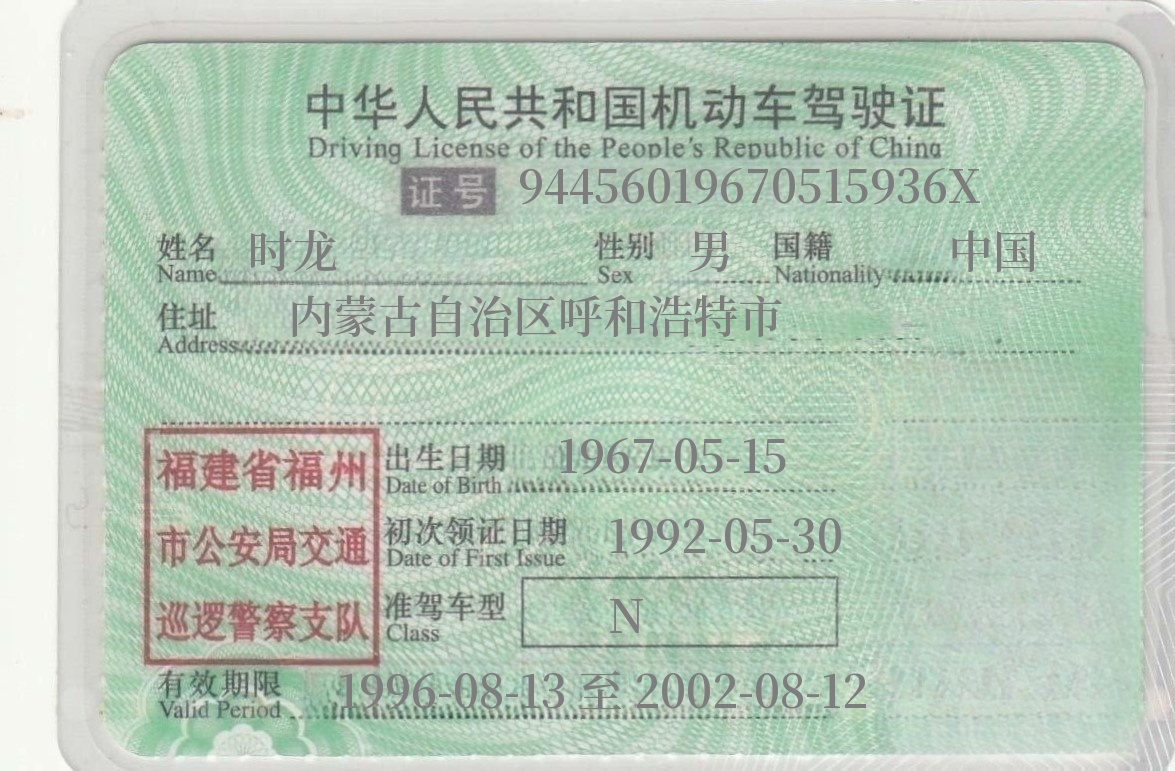 中华人民共和国机动车驾驶证
Driving License of the People's Republic of China
证号 94456019670515936X
姓名 时龙 性别 男 国籍 中国
Name Sex Nationality
住址 内蒙古自治区呼和浩特市
Address
福建省福州
市公安局交通
巡逻警察支队
出生日期 1967-05-15
Date of Birth
初次领证日期 1992-05-30
Date of First Issue
准驾车型 N
Class
有效期限 1996-08-13 至 2002-08-12
Valid Period